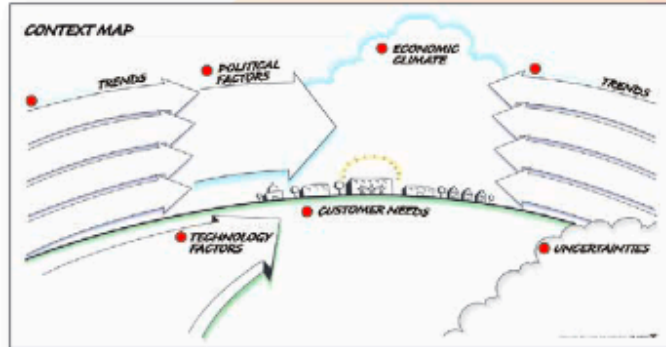 CONTEXT MAP
TRENDS
POLITICAL
FACTORS
ECONOMIC
CLIMATE
TRENDS
CUSTOMER NEEDS
TECHNOLOGY
FACTORS
UNCERTAINTIES